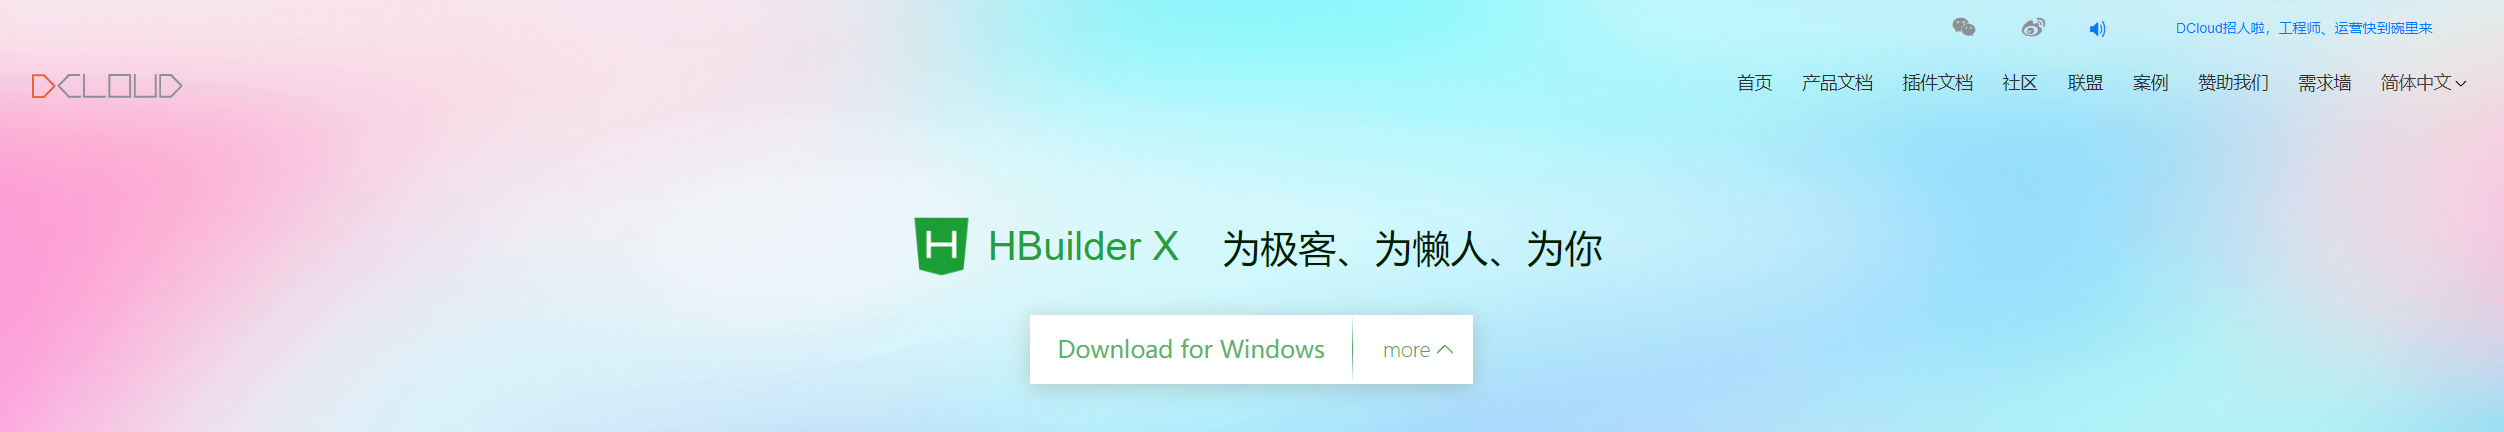 DCloud招人啦，工程师、运营快到碗里来
DCLOUD
首页 产品文档 插件文档 社区 联盟 案例 赞助我们 需求墙 简体中文
H HBuilder X 为极客、为懒人、为你
Download for Windows more